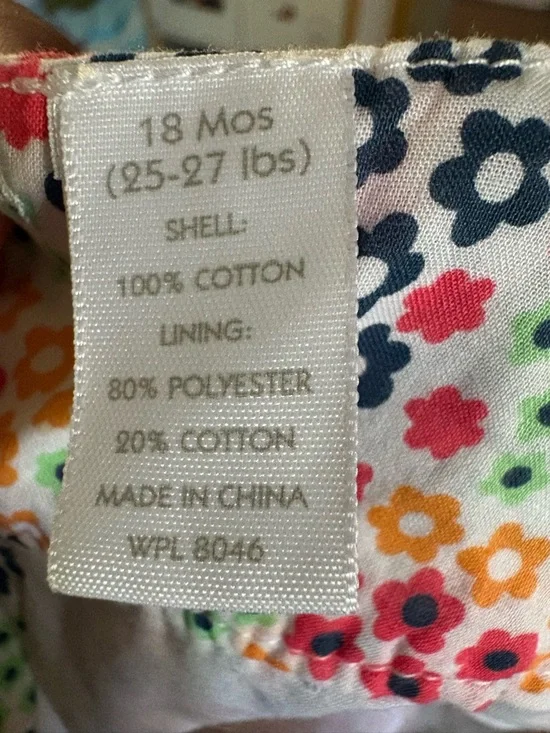 18 Mos
(25-27 lbs)
SHELL:
100% COTTON
LINING:
80% POLYESTER
20% COTTON
MADE IN CHINA
WPL 8046